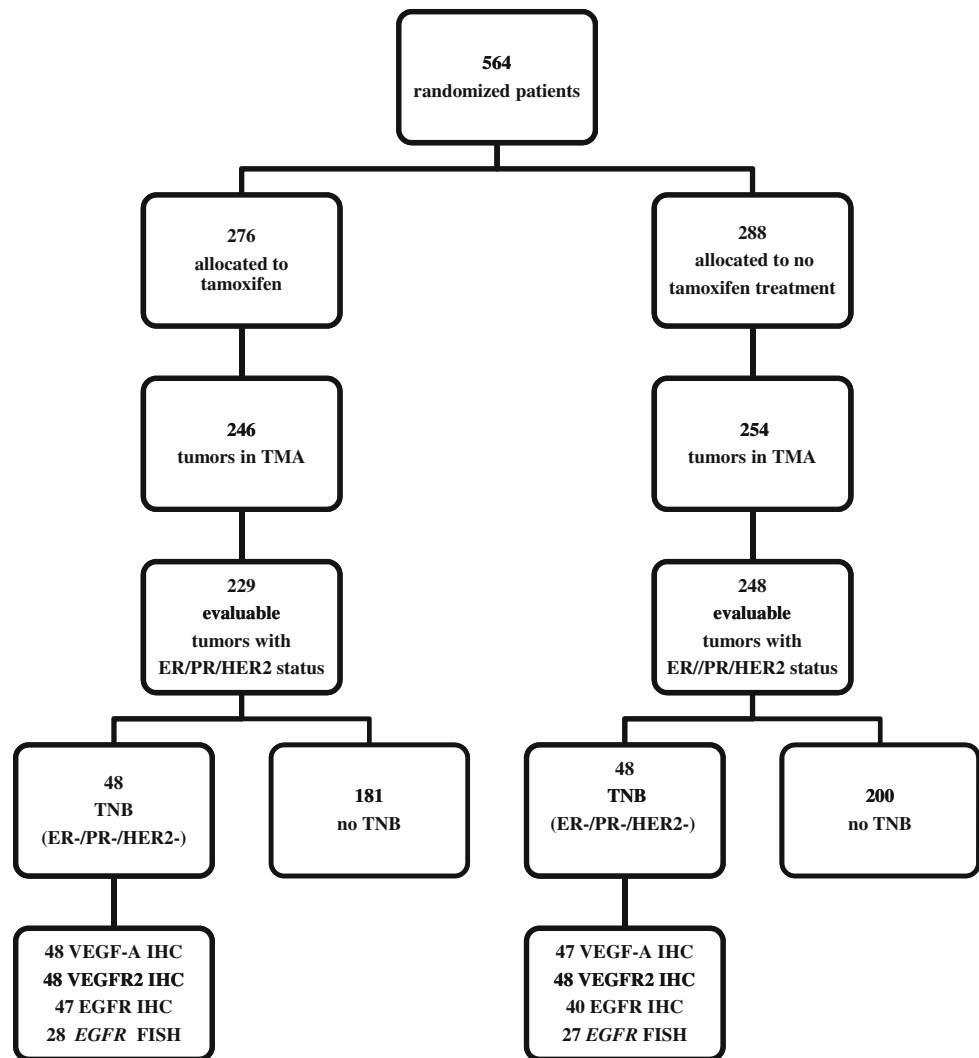 564
randomized patients
276
allocated to
tamoxifen
288
allocated to no
tamoxifen treatment
246
tumors in TMA
254
tumors in TMA
229
evaluable
tumors with
ER/PR/HER2 status
248
evaluable
tumors with
ER//PR/HER2 status
48
TNB
(ER-/PR-/HER2-)
181
no TNB
48
TNB
(ER-/PR-/HER2-)
200
no TNB
48 VEGF-A IHC
48 VEGFR2 IHC
47 EGFR IHC
28 EGFR FISH
47 VEGF-A IHC
48 VEGFR2 IHC
40 EGFR IHC
27 EGFR FISH